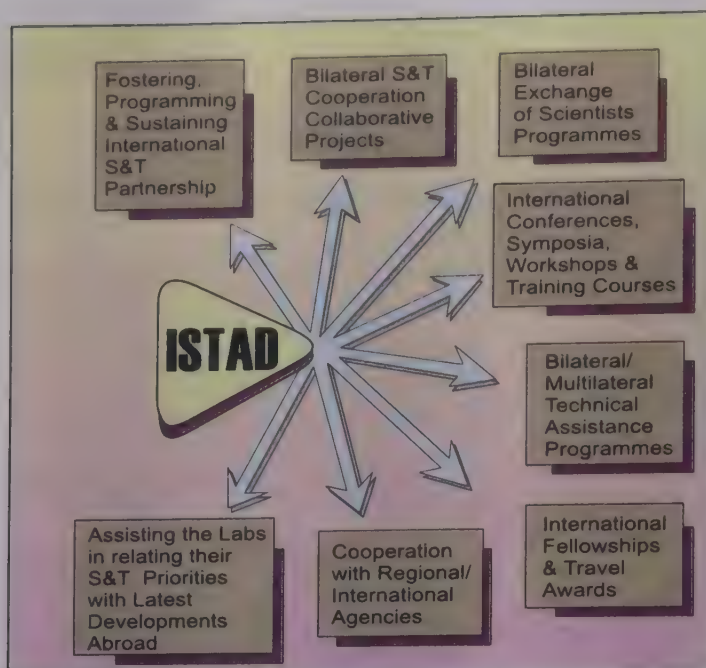 Fostering,
Programming
& Sustaining
International
S&T
Partnership
Bilateral S&T
Cooperation
Collaborative
Projects
Bilateral
Exchange
of Scientists
Programmes
International
Conferences,
Symposia,
Workshops &
Training Courses
ISTAD
Bilateral/
Multilateral
Technical
Assistance
Programmes
Assisting the Labs
in relating their
S&T Priorities
with Latest
Developments
Abroad
Cooperation
with Regional/
International
Agencies
International
Fellowships
& Travel
Awards